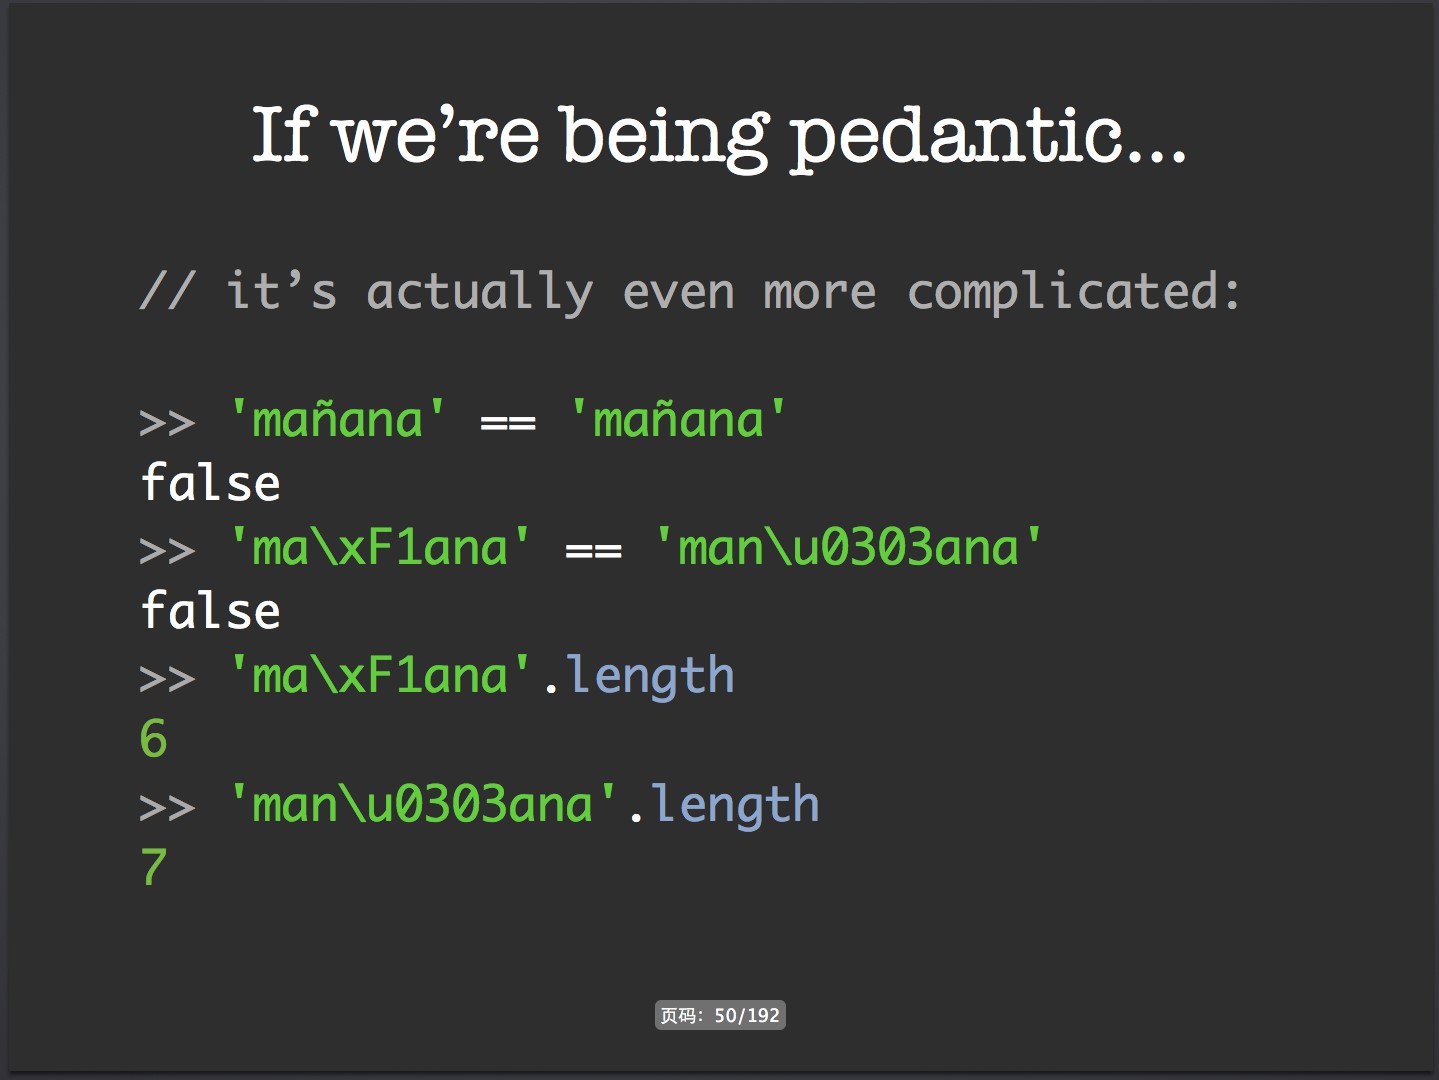 If we’re being pedantic…
// it’s actually even more complicated:
>> 'mañana' == 'mañana'
false
>> 'ma\xF1ana' == 'man\u0303ana'
false
>> 'ma\xF1ana'.length
6
>> 'man\u0303ana'.length
7
页码：50/192